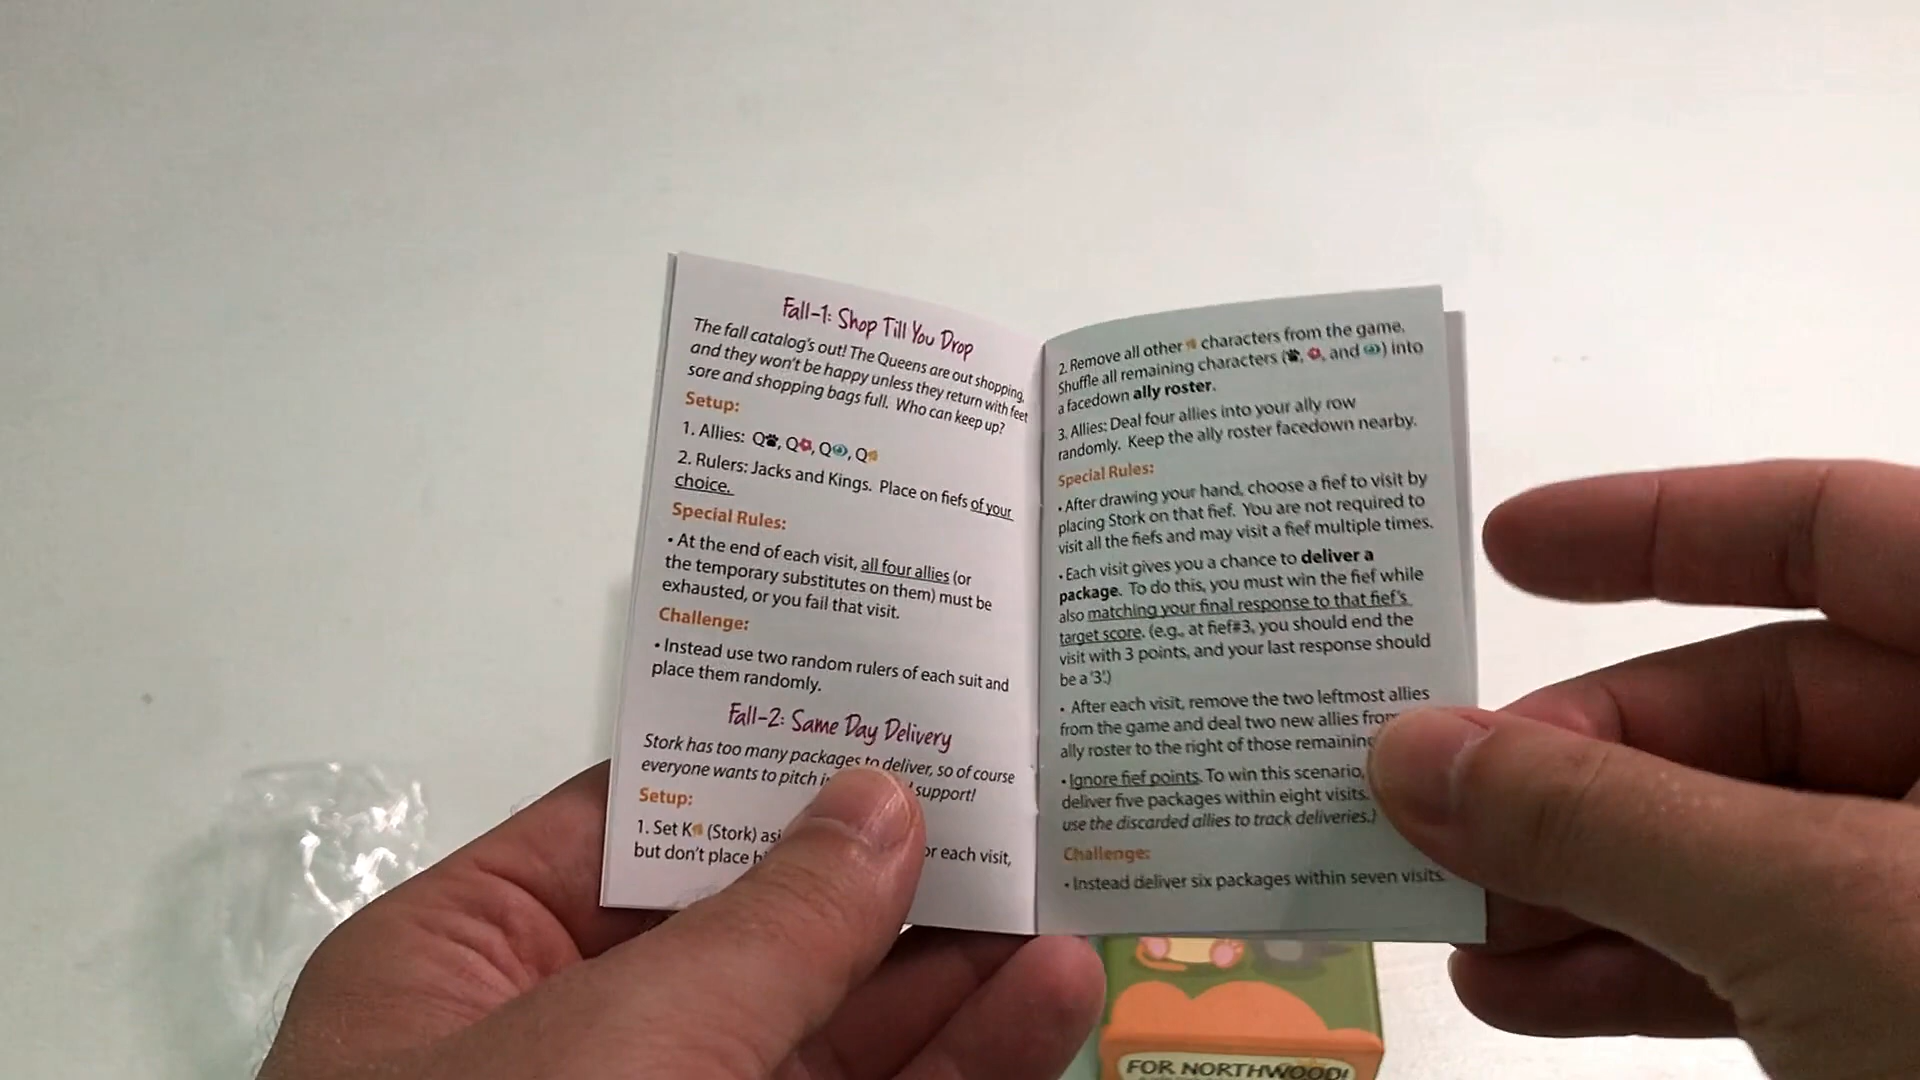 Fall-1: Shop Till You Drop
The fall catalog's out! The Queens are out shopping,
and they won't be happy unless they return with feet
sore and shopping bags full. Who can keep up?
Setup:
1. Allies: Q, Q, Q, Q
2. Rulers: Jacks and Kings. Place on fiefs of your
choice.
Special Rules:
• At the end of each visit, all four allies (or
the temporary substitutes on them) must be
exhausted, or you fail that visit.
Challenge:
• Instead use two random rulers of each suit and
place them randomly.
Fall-2: Same Day Delivery
Stork has too many packages to deliver, so of course
everyone wants to pitch support!
Setup:
1. Set K (Stork)
but don't place or each visit,
2. Remove all other characters from the game.
Shuffle all remaining characters (, , and ) into
a facedown ally roster.
3. Allies: Deal four allies into your ally row
randomly. Keep the ally roster facedown nearby.
Special Rules:
• After drawing your hand, choose a fief to visit by
placing Stork on that fief. You are not required to
visit all the fiefs and may visit a fief multiple times.
• Each visit gives you a chance to deliver a
package. To do this, you must win the fief while
also matching your final response to that fief's
target score. (e.g., at fief#3, you should end the
visit with 3 points, and your last response should
be a '3'.)
• After each visit, remove the two leftmost allies
from the game and deal two new allies from
ally roster to the right of those remaining
• Ignore fief points. To win this scenario,
deliver five packages within eight visits.
use the discarded allies to track deliveries.)
Challenge:
• Instead deliver six packages within seven visits.
FOR NORTHWOOD!